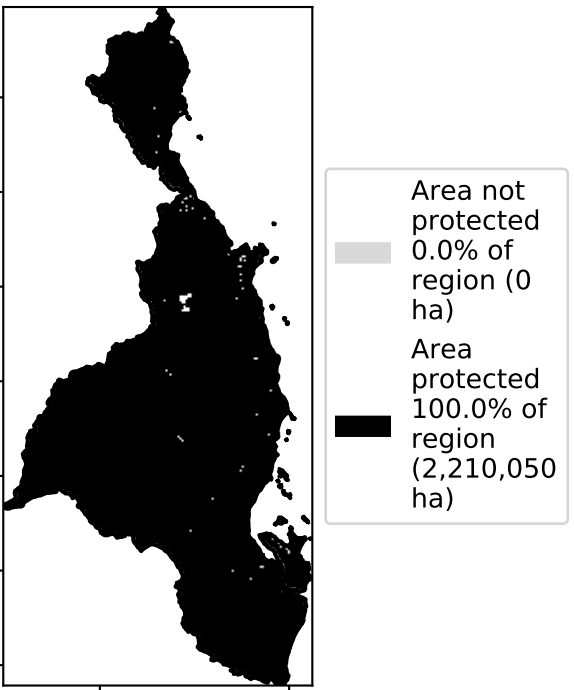 Area not
protected
0.0% of
region (0
ha)
Area
protected
100.0% of
region
(2,210,050
ha)